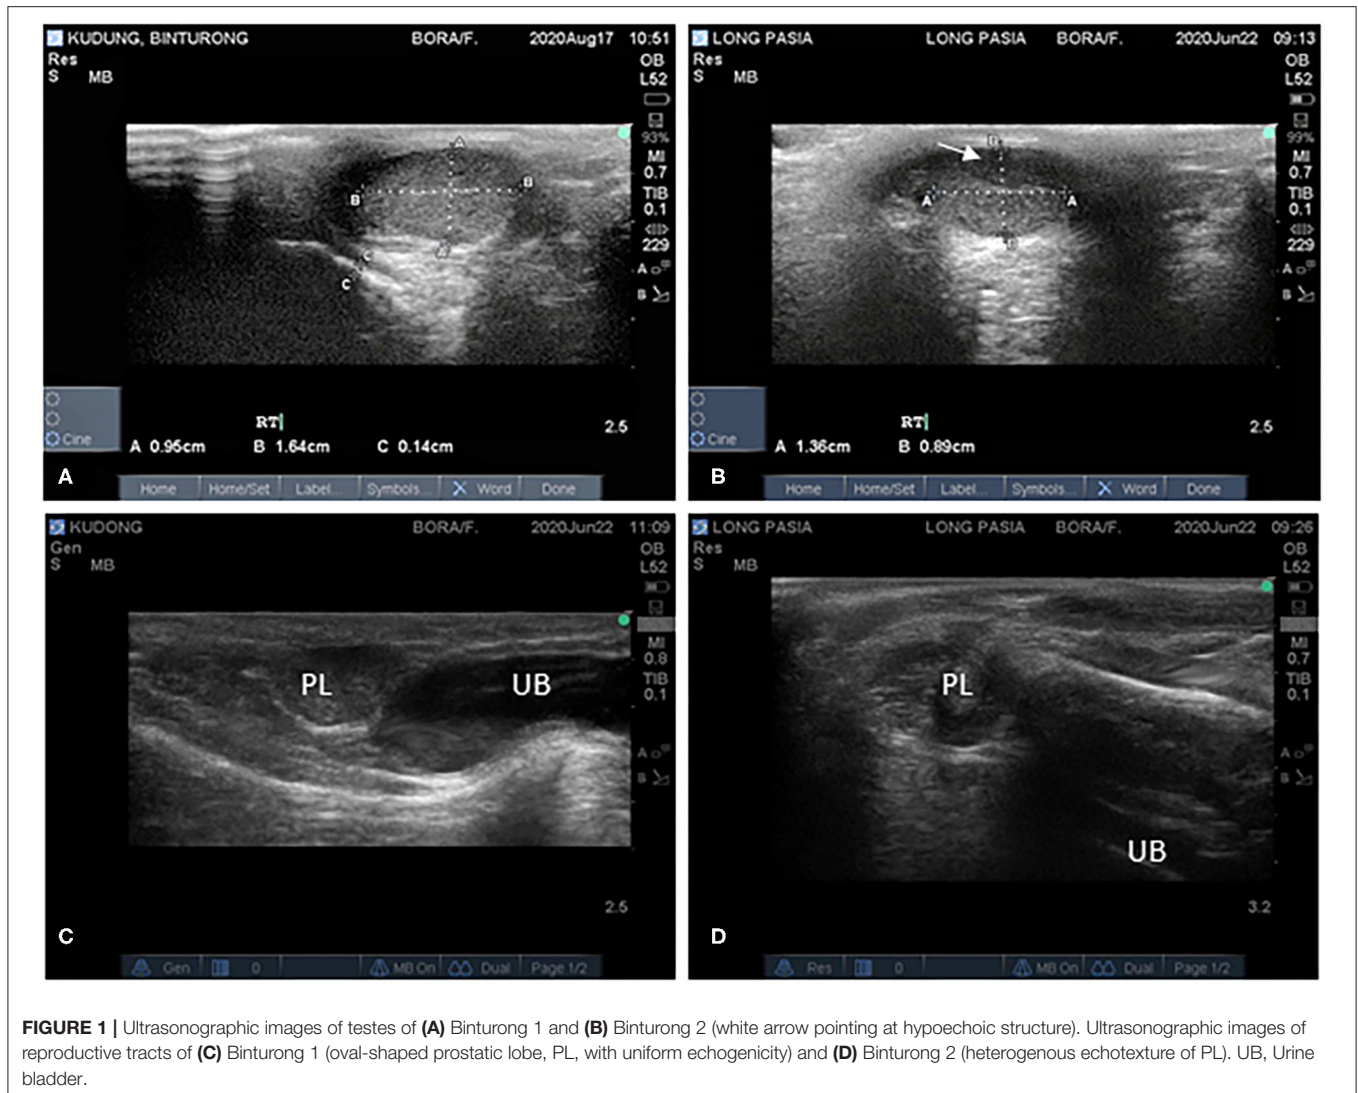 KUDUNG, BINTURONG BORA/F. 2020Aug17 10:51
Res OB
S MB L52
93%
MI
0.7
TIB
0.1
229
A
B
A
B
B
A
C
C
RT
2.5
A 0.95cm B 1.64cm C 0.14cm
Cine
A
Home Home/Set Label... Symbols... X Word Done
LONG PASIA LONG PASIA BORA/F. 2020Jun22 09:13
Res OB
S MB L52
99%
MI
0.7
TIB
0.1
229
A
B
B
A A
B
RT
2.5
A 1.36cm B 0.89cm
Cine
B
Home Home/Set Label... Symbols... X Word Done
KUDONG BORA/F. 2020Jun22 11:09
Gen OB
S MB L52
MI
0.8
TIB
0.1
A
B
PL UB
2.5
C
Gen 0 MB On Dual Page 1/2
LONG PASIA LONG PASIA BORA/F. 2020Jun22 09:26
Res OB
S MB L52
MI
0.7
TIB
0.1
A
B
PL
UB
3.2
D
Res 0 MB On Dual Page 1/2
FIGURE 1 | Ultrasonographic images of testes of (A) Binturong 1 and (B) Binturong 2 (white arrow pointing at hypoechoic structure). Ultrasonographic images of
reproductive tracts of (C) Binturong 1 (oval-shaped prostatic lobe, PL, with uniform echogenicity) and (D) Binturong 2 (heterogenous echotexture of PL). UB, Urine
bladder.